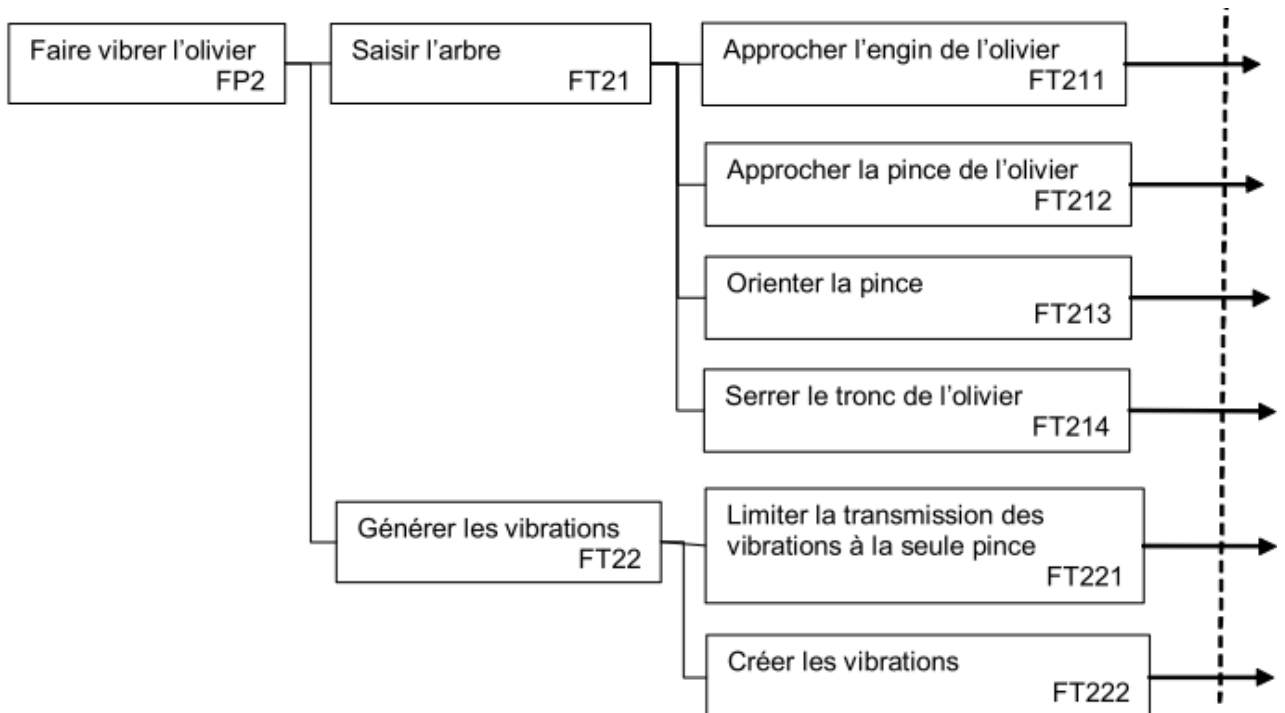 Faire vibrer l'olivier
FP2
Saisir l'arbre
FT21
Approcher l'engin de l'olivier
FT211
Approcher la pince de l'olivier
FT212
Orienter la pince
FT213
Serrer le tronc de l'olivier
FT214
Générer les vibrations
FT22
Limiter la transmission des
vibrations à la seule pince
FT221
Créer les vibrations
FT222